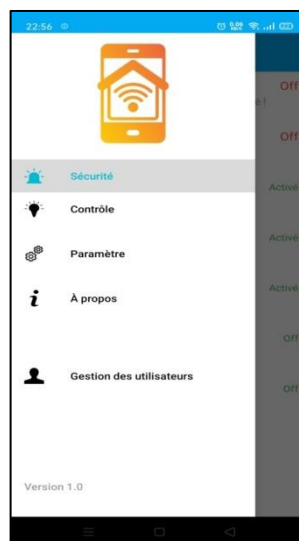 22:56
Off
é !
Sécurité
Off
Contrôle
Activé
Paramètre
Activé
À propos
Activé
Off
Gestion des utilisateurs
Off
Version 1.0